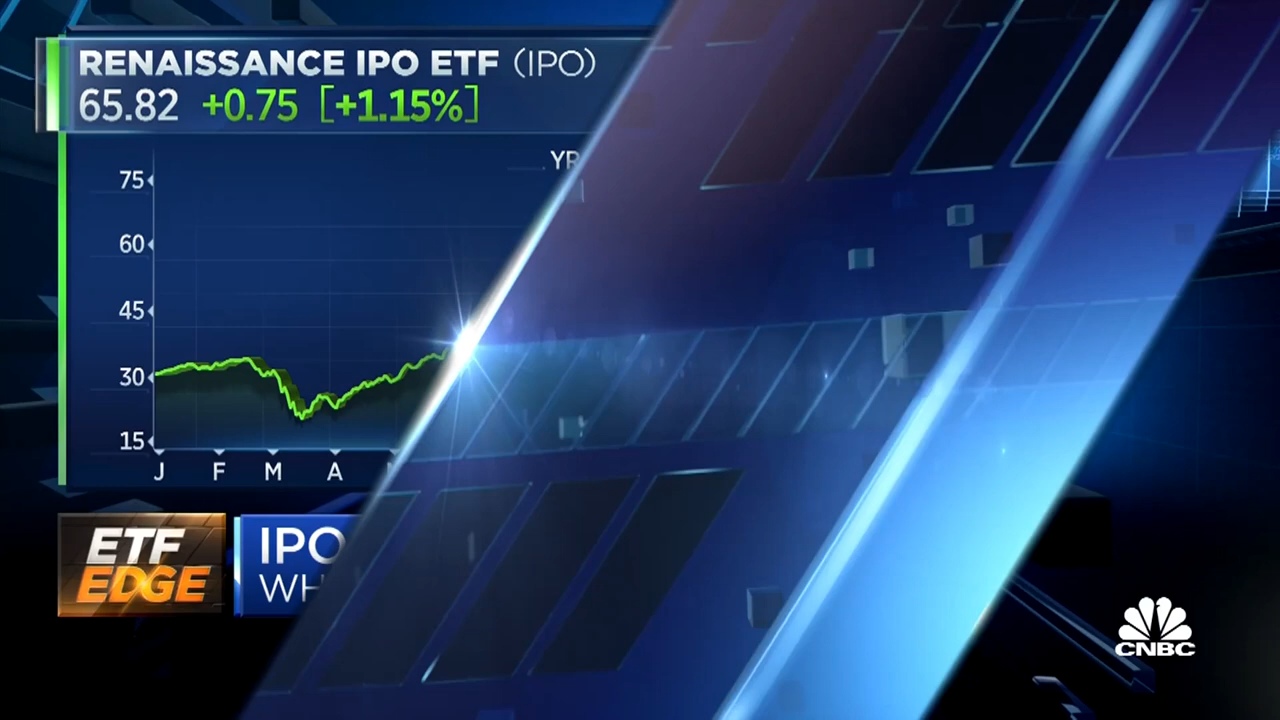 RENAISSANCE IPO ETF (IPO)
65.82 +0.75 [+1.15%]
75
60
45
30
15
J F M A
ETF
EDGE
IPO
CNBC